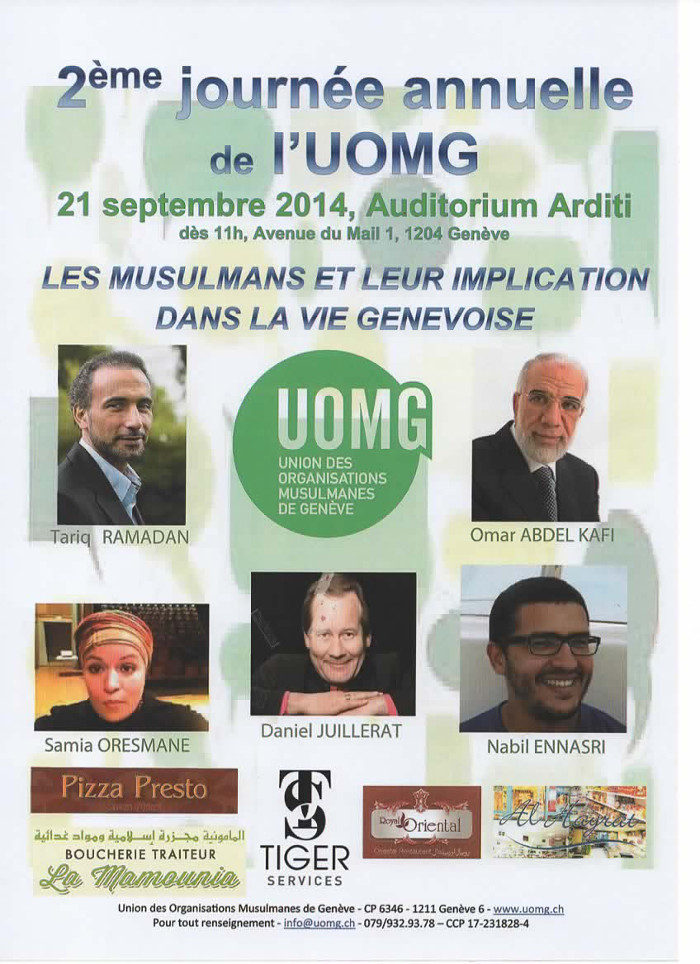 2ème journée annuelle
de l'UOMG
21 septembre 2014, Auditorium Arditi
dès 11h, Avenue du Mail 1, 1204 Genève
LES MUSULMANS ET LEUR IMPLICATION
DANS LA VIE GENEVOISE
UOMG
UNION DES
ORGANISATIONS
MUSULMANES
DE GENÈVE
Tariq RAMADAN
Omar ABDEL KAFI
Samia ORESMANE
Daniel JUILLERAT
Nabil ENNASRI
Pizza Presto
المامونية مجزرة إسلامية ومواد غذائية
BOUCHERIE TRAITEUR
La Mamounia
TS
TIGER
SERVICES
Royal Oriental
Union des Organisations Musulmanes de Genève - CP 6346 - 1211 Genève 6 - www.uomg.ch
Pour tout renseignement - info@uomg.ch - 079/932.93.78 – CCP 17-231828-4